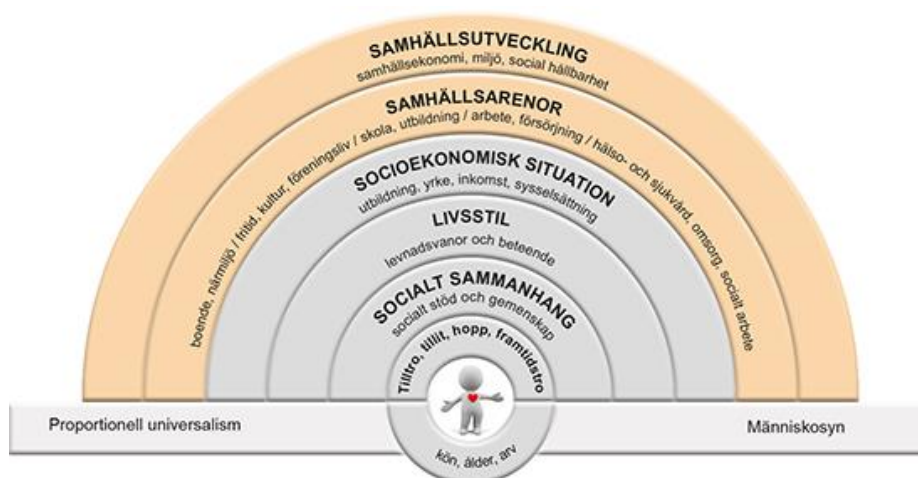 SAMHÄLLSUTVECKLING
samhällsekonomi, miljö, social hållbarhet
SAMHÄLLSARENOR
boende, närmiljö / fritid, kultur, föreningsliv / skola, utbildning / arbete, försörjning / hälso- och sjukvård, omsorg, socialt arbete
SOCIOEKONOMISK SITUATION
utbildning, yrke, inkomst, sysselsättning
LIVSSTIL
levnadsvanor och beteende
SOCIALT SAMMANHANG
socialt stöd och gemenskap
Tilltro, tillit, hopp, framtidstro
Proportionell universalism
Människosyn
kön, ålder, arv